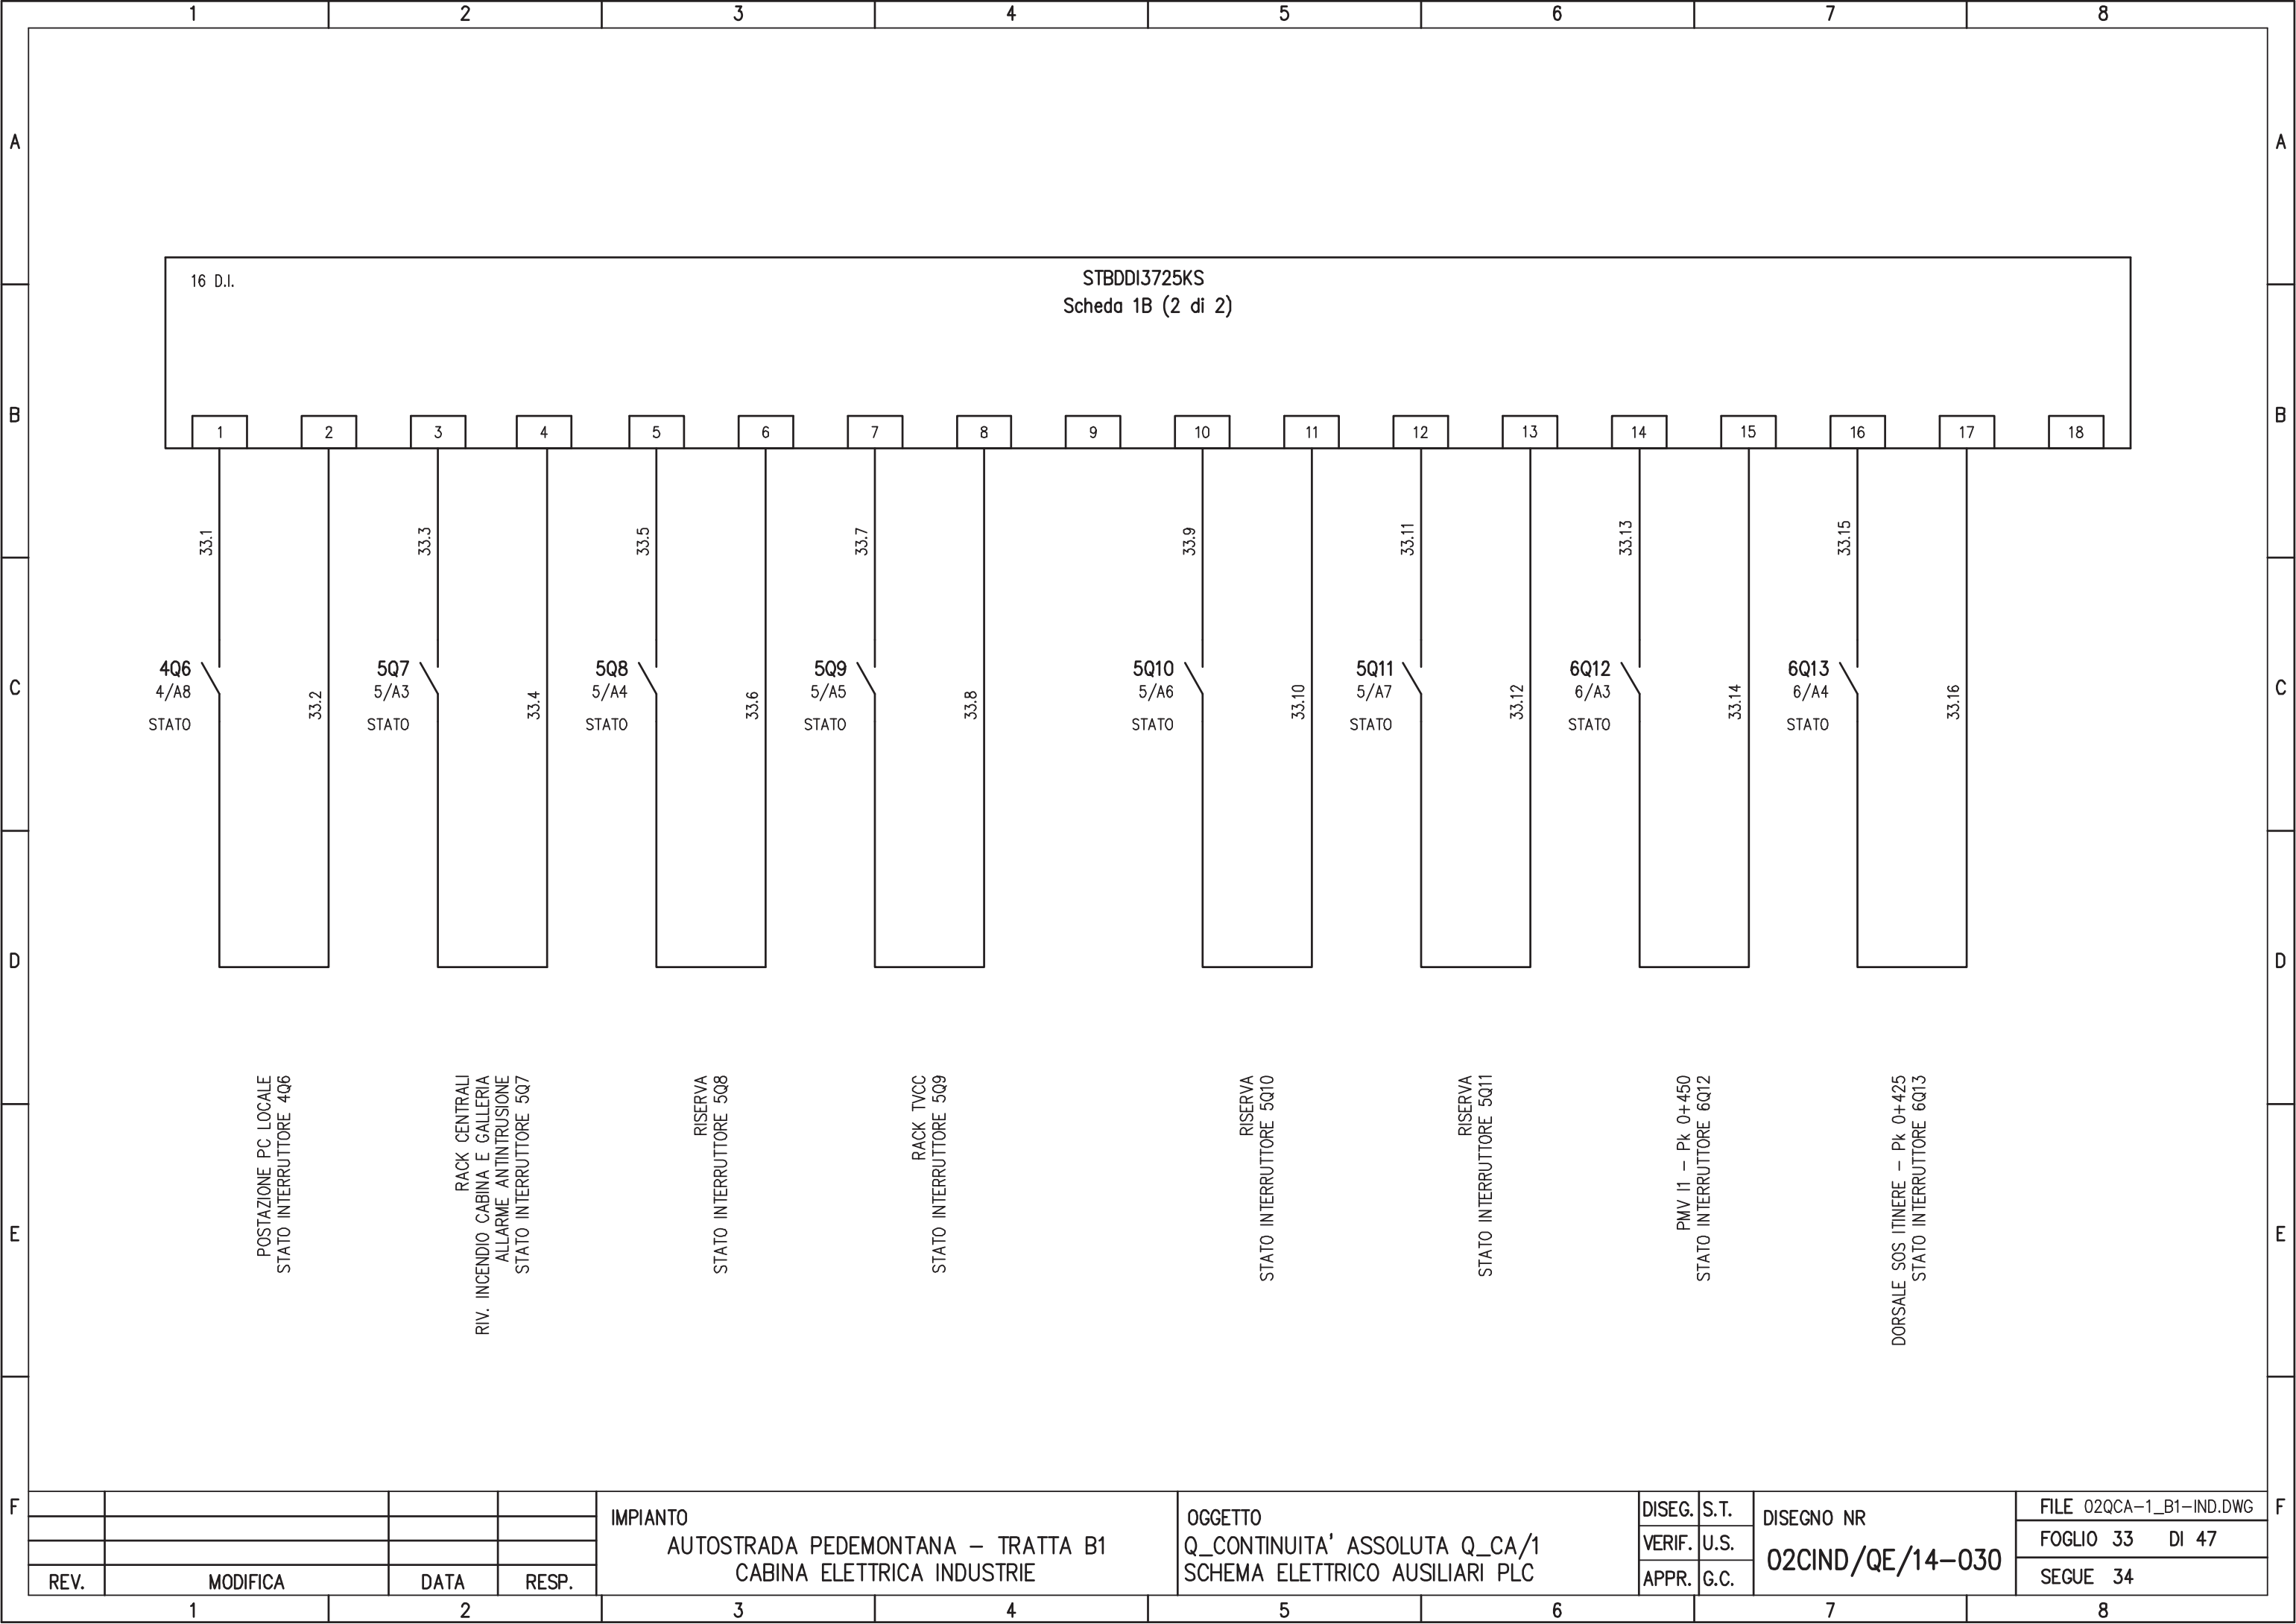 1 2 3 4 5 6 7 8
A A
B B
C C
D D
E E
F F
16 D.I.
STBDDI3725KS
Scheda 1B (2 di 2)
1 2 3 4 5 6 7 8 9 10 11 12 13 14 15 16 17 18
33.1 33.3 33.5 33.7 33.9 33.11 33.13 33.15
4Q6 5Q7 5Q8 5Q9 5Q10 5Q11 6Q12 6Q13
4/A8 5/A3 5/A4 5/A5 5/A6 5/A7 6/A3 6/A4
STATO STATO STATO STATO STATO STATO STATO STATO
33.2 33.4 33.6 33.8 33.10 33.12 33.14 33.16
POSTAZIONE PC LOCALE
STATO INTERRUTTORE 4Q6
RACK CENTRALI
RIV. INCENDIO CABINA E GALLERIA
ALLARME ANTINTRUSIONE
STATO INTERRUTTORE 5Q7
RISERVA
STATO INTERRUTTORE 5Q8
RACK TVCC
STATO INTERRUTTORE 5Q9
RISERVA
STATO INTERRUTTORE 5Q10
RISERVA
STATO INTERRUTTORE 5Q11
PMV I1 - Pk 0+450
STATO INTERRUTTORE 6Q12
DORSALE SOS ITINERE - Pk 0+425
STATO INTERRUTTORE 6Q13
REV. MODIFICA DATA RESP.
IMPIANTO
AUTOSTRADA PEDEMONTANA - TRATTA B1
CABINA ELETTRICA INDUSTRIE
OGGETTO
Q_CONTINUITA' ASSOLUTA Q_CA/1
SCHEMA ELETTRICO AUSILIARI PLC
DISEG. S.T.
VERIF. U.S.
APPR. G.C.
DISEGNO NR
02CIND/QE/14-030
FILE 02QCA-1_B1-IND.DWG
FOGLIO 33 DI 47
SEGUE 34
1 2 3 4 5 6 7 8